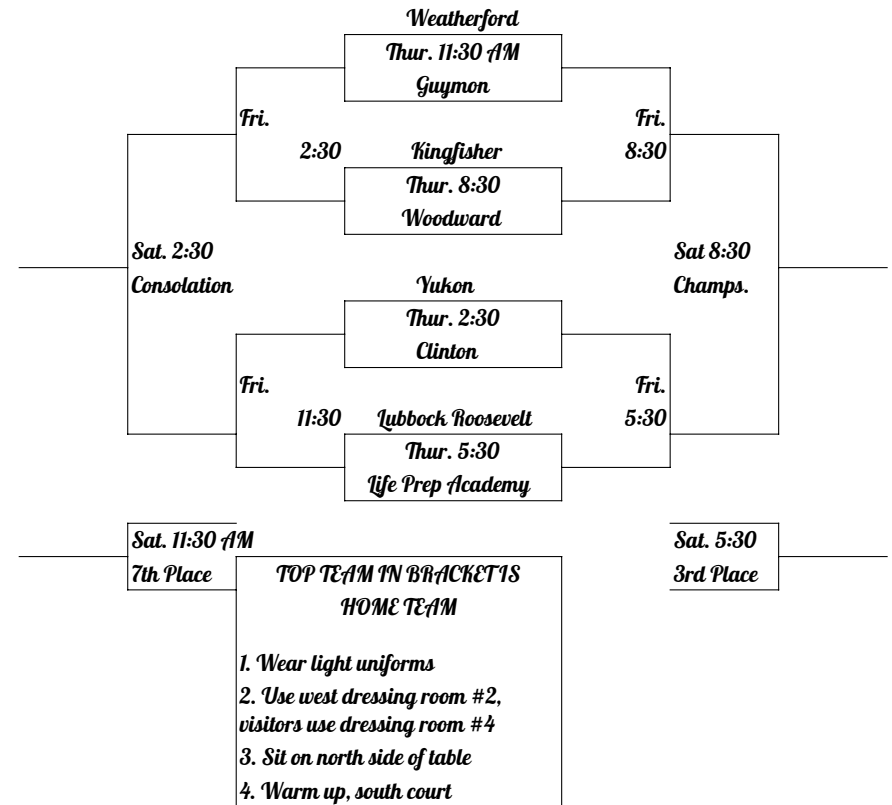 Weatherford
Thur. 11:30 AM
Guymon
Fri.
Fri.
2:30
Kingfisher
8:30
Thur. 8:30
Woodward
Sat. 2:30
Sat 8:30
Consolation
Yukon
Champs.
Thur. 2:30
Clinton
Fri.
Fri.
11:30
Lubbock Roosevelt
5:30
Thur. 5:30
Life Prep Academy
Sat. 11:30 AM
Sat. 5:30
7th Place
3rd Place
TOP TEAM IN BRACKET IS
HOME TEAM
1. Wear light uniforms
2. Use west dressing room #2,
visitors use dressing room #4
3. Sit on north side of table
4. Warm up, south court